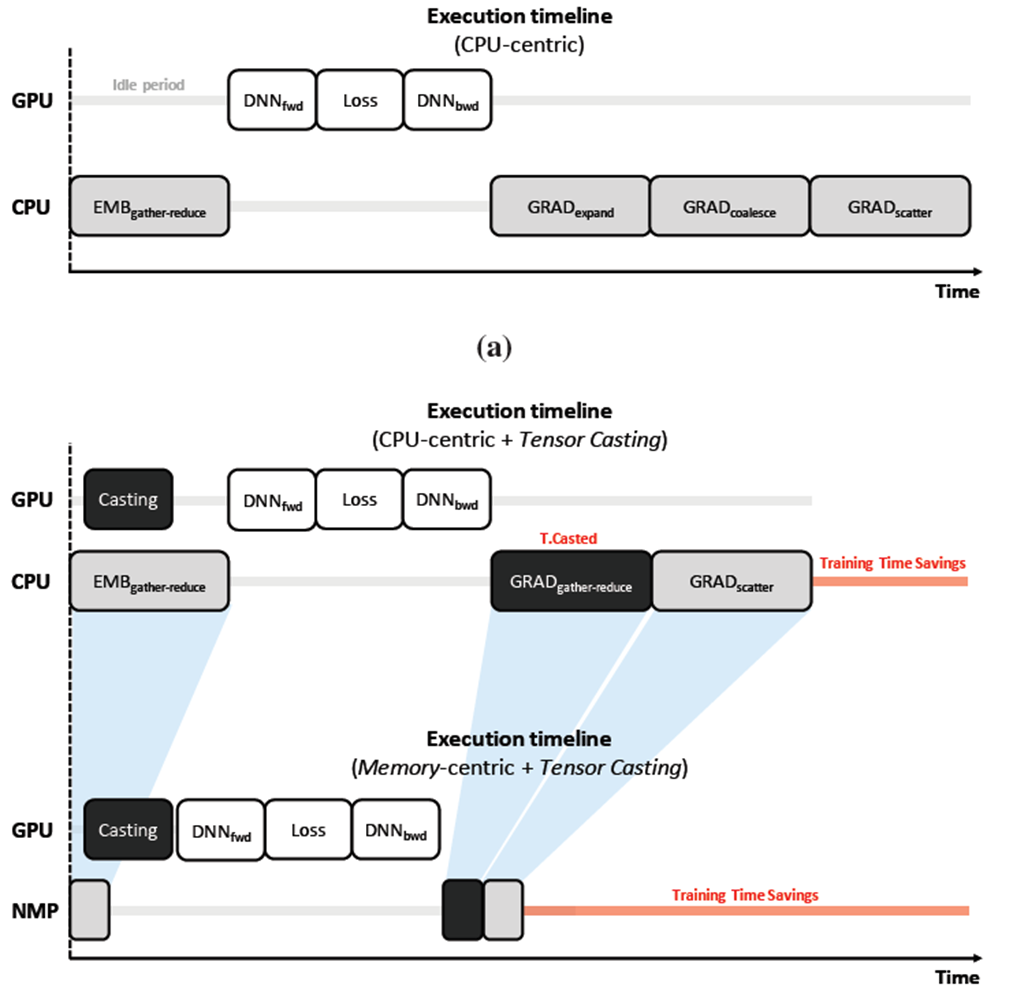 Execution timeline
(CPU-centric)
Idle period
GPU
DNNfwd
Loss
DNNbwd
CPU
EMBgather-reduce
GRADexpand
GRADcoalesce
GRADscatter
Time
(a)
Execution timeline
(CPU-centric + Tensor Casting)
GPU
Casting
DNNfwd
Loss
DNNbwd
T.Casted
CPU
EMBgather-reduce
GRADgather-reduce
GRADscatter
Training Time Savings
Execution timeline
(Memory-centric + Tensor Casting)
GPU
Casting
DNNfwd
Loss
DNNbwd
NMP
Training Time Savings
Time